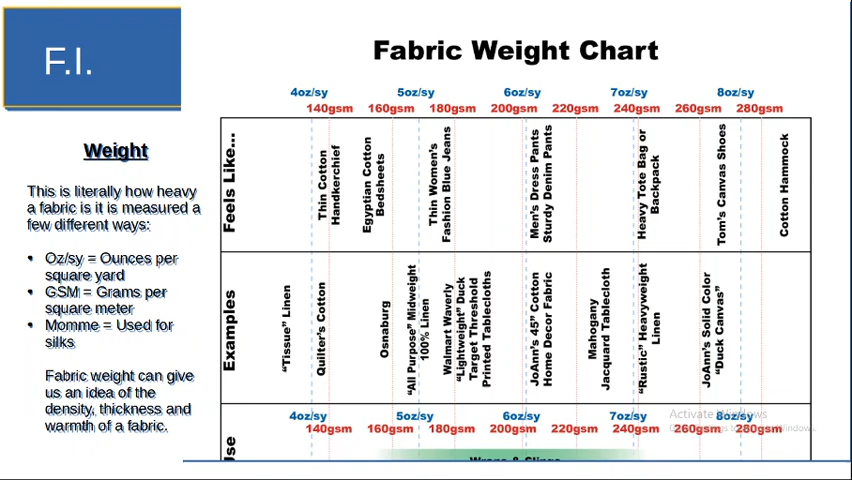 F.I.
Weight
This is literally how heavy
a fabric is it is measured a
few different ways:
• Oz/sy = Ounces per
square yard
• GSM = Grams per
square meter
• Momme = Used for
silks
Fabric weight can give
us an idea of the
density, thickness and
warmth of a fabric.
Fabric Weight Chart
4oz/sy 5oz/sy 6oz/sy 7oz/sy 8oz/sy
140gsm 160gsm 180gsm 200gsm 220gsm 240gsm 260gsm 280gsm
Feels Like...
Thin Cotton
Handkerchief
Egyptian Cotton
Bedsheets
Thin Women's
Fashion Blue Jeans
Men's Dress Pants
Sturdy Denim Pants
Heavy Tote Bag or
Backpack
Tom's Canvas Shoes
Cotton Hammock
Examples
"Tissue" Linen
Quilter's Cotton
Osnaburg
"All Purpose" Midweight
100% Linen
Walmart Waverly
"Lightweight" Duck
Target Threshold
Printed Tablecloths
JoAnn's 45" Cotton
Home Decor Fabric
Mahogany
Jacquard Tablecloth
"Rustic" Heavyweight
Linen
JoAnn's Solid Color
"Duck Canvas"
Use
4oz/sy 5oz/sy 6oz/sy 7oz/sy 8oz/sy
140gsm 160gsm 180gsm 200gsm 220gsm 240gsm 260gsm 280gsm
Activate Windows
Wraps & Slings